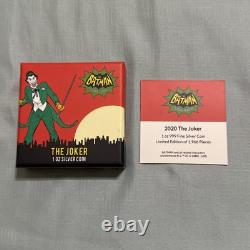 BATMAN
THE JOKER
1 OZ SILVER COIN
BATMAN
2020 The Joker
1 oz 999 Fine Silver Coin
Limited Edition of 1,966 Pieces